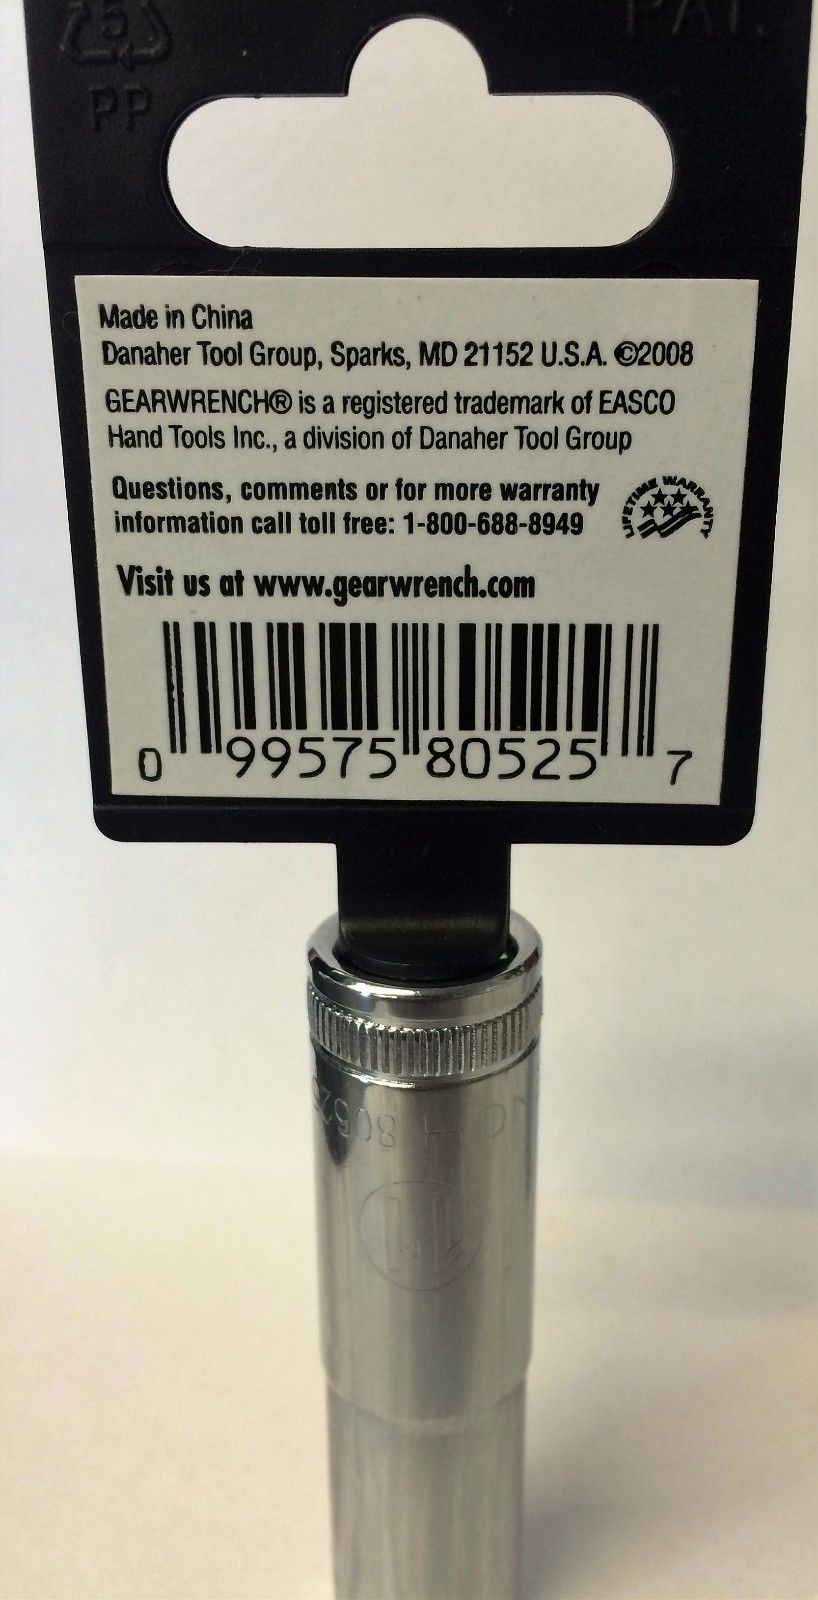 5
PP
PAT.
Made in China
Danaher Tool Group, Sparks, MD 21152 U.S.A. ©2008
GEARWRENCH® is a registered trademark of EASCO
Hand Tools Inc., a division of Danaher Tool Group
Questions, comments or for more warranty
information call toll free: 1-800-688-8949
LIFETIME WARRANTY
Visit us at www.gearwrench.com
0 99575 80525 7